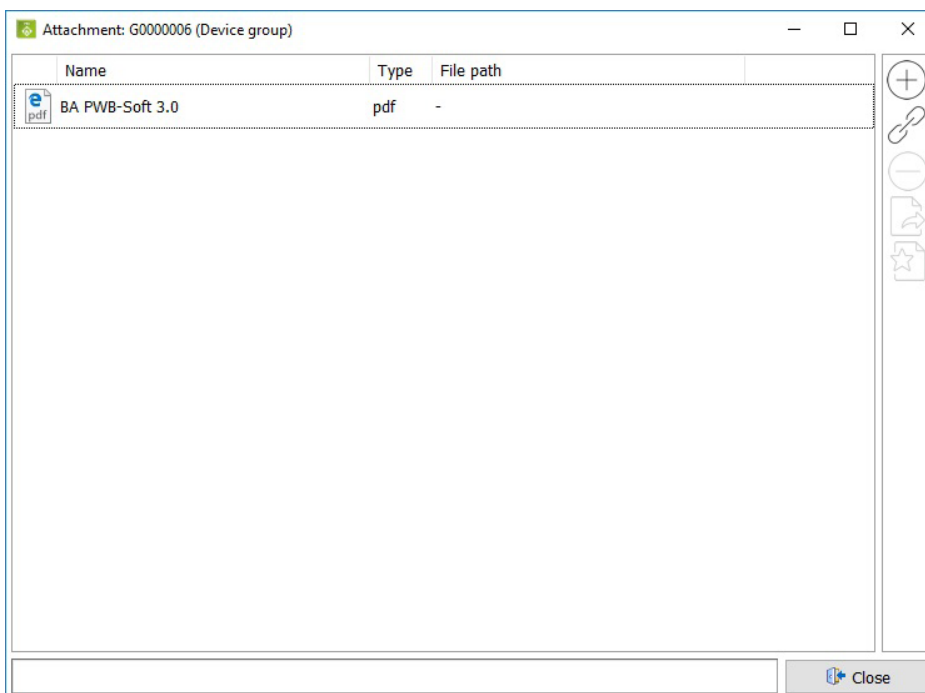 Attachment: G0000006 (Device group)
Name Type File path
e pdf BA PWB-Soft 3.0 pdf -
Close